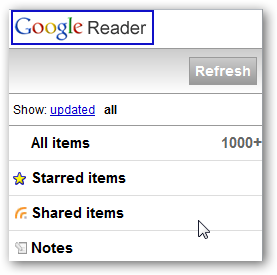 Google Reader
Refresh
Show: updated all
All items 1000+
Starred items
Shared items
Notes